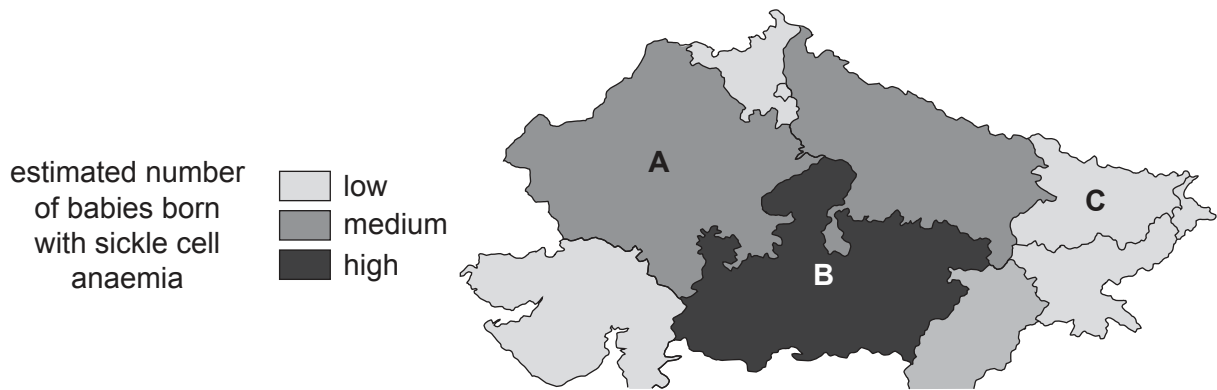 estimated number
of babies born
with sickle cell
anaemia
low
medium
high
A
B
C